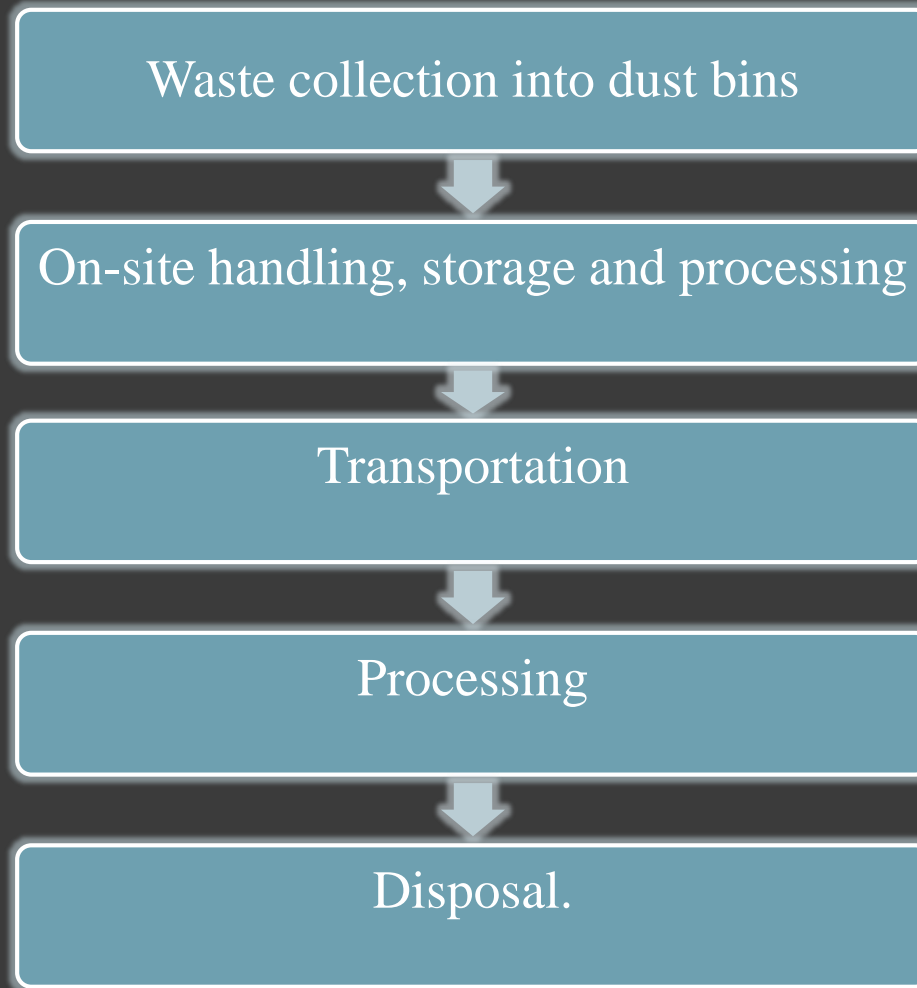 Waste collection into dust bins
On-site handling, storage and processing
Transportation
Processing
Disposal.